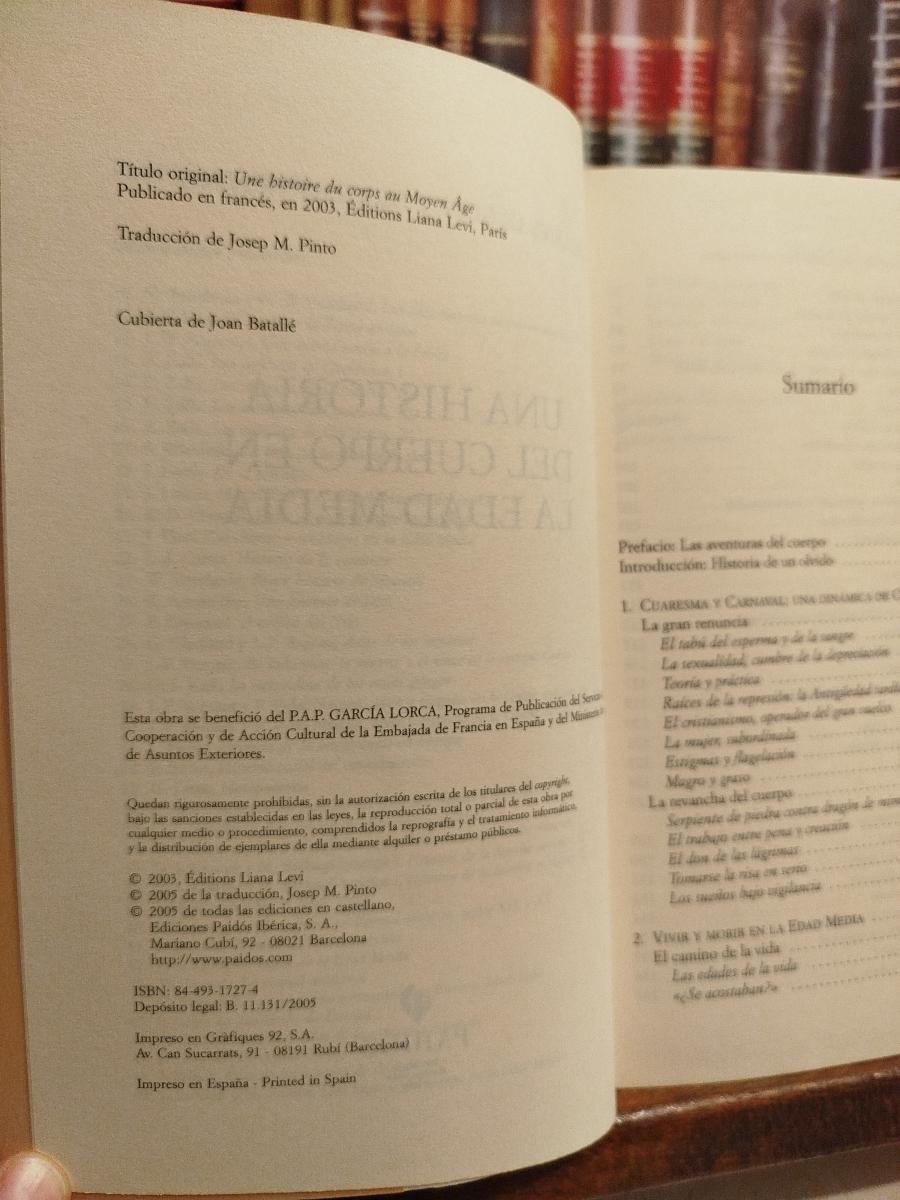 Título original: Une histoire du corps au Moyen Âge
Publicado en francés, en 2003, Éditions Liana Levi, París
Traducción de Josep M. Pinto
Cubierta de Joan Batallé
UNA HISTORIA
DEL CUERPO EN
LA EDAD MEDIA
Esta obra se benefició del P.A.P. GARCÍA LORCA, Programa de Publicación del
Cooperación y de Acción Cultural de la Embajada de Francia en España y del
de Asuntos Exteriores.
Quedan rigurosamente prohibidas, sin la autorización escrita de los titulares del copyright,
bajo las sanciones establecidas en las leyes, la reproducción total o parcial de esta obra por
cualquier medio o procedimiento, comprendidos la reprografía y el tratamiento informático,
y la distribución de ejemplares de ella mediante alquiler o préstamo públicos.
© 2003, Éditions Liana Levi
© 2005 de la traducción, Josep M. Pinto
© 2005 de todas las ediciones en castellano,
Ediciones Paidós Ibérica, S. A.,
Mariano Cubí, 92 - 08021 Barcelona
http://www.paidos.com
ISBN: 84-493-1727-4
Depósito legal: B. 11.131/2005
Impreso en Gràfiques 92, S.A.
Av. Can Sucarrats, 91 - 08191 Rubí (Barcelona)
Impreso en España - Printed in Spain
Sumario
Prefacio: Las aventuras del cuerpo
Introducción: Historia de un olvido
1. CUARESMA Y CARNAVAL: UNA DINÁMICA DE
La gran renuncia
El tabú del esperma y de la sangre
La sexualidad, cumbre de la depreciación
Teoría y práctica
Raíces de la represión: la Antigüedad
El cristianismo, operador del gran vuelco
La mujer, subordinada
Estigmas y flagelación
Magro y graso
La revancha del cuerpo
Serpiente de piedra contra dragón de
El trabajo entre pena y creación
El don de las lágrimas
Tomarse la risa en serio
Los sueños bajo vigilancia
2. VIVIR Y MORIR EN LA EDAD MEDIA
El camino de la vida
Las edades de la vida
«¿Se acostaban?»